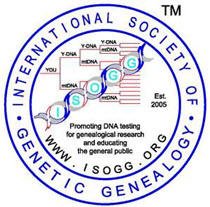 TM
INTERNATIONAL SOCIETY OF
Y-DNA
Y-DNA
mtDNA
YOU
mtDNA
mtDNA
ISOGG
Est.
2005
Promoting DNA testing
for genealogical research
and educating
the general public
WWW.ISOGG.ORG
GENETIC GENEALOGY